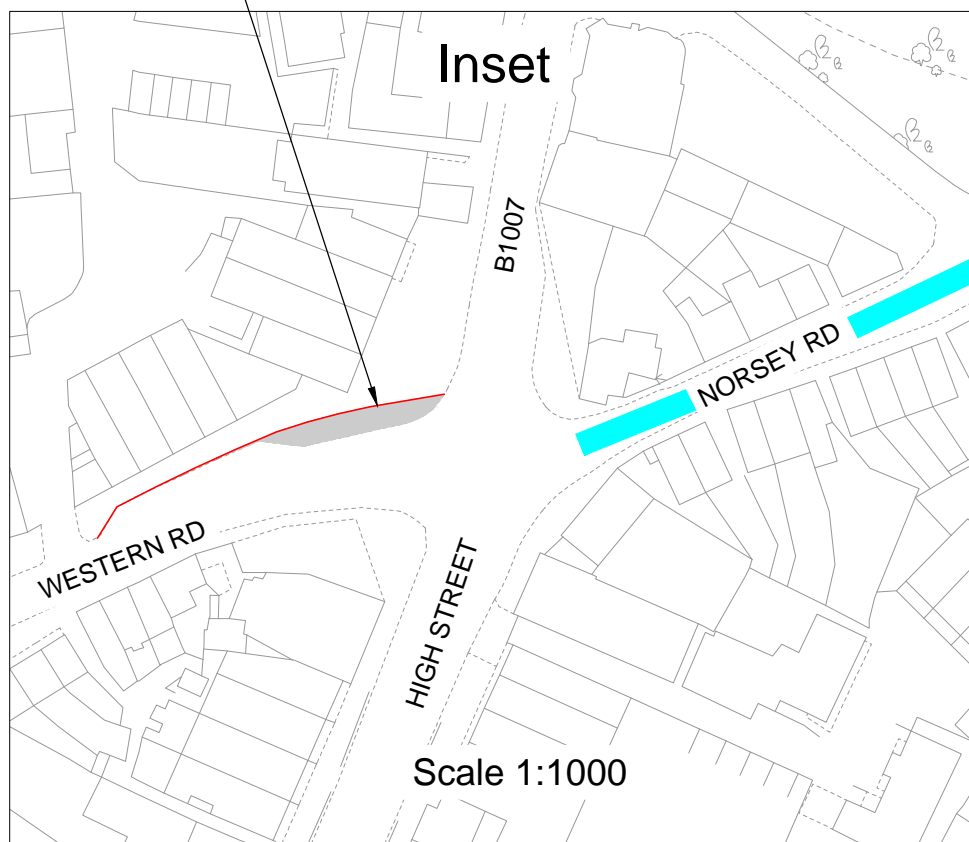 Inset
B1007
NORSEY RD
WESTERN RD
HIGH STREET
Scale 1:1000